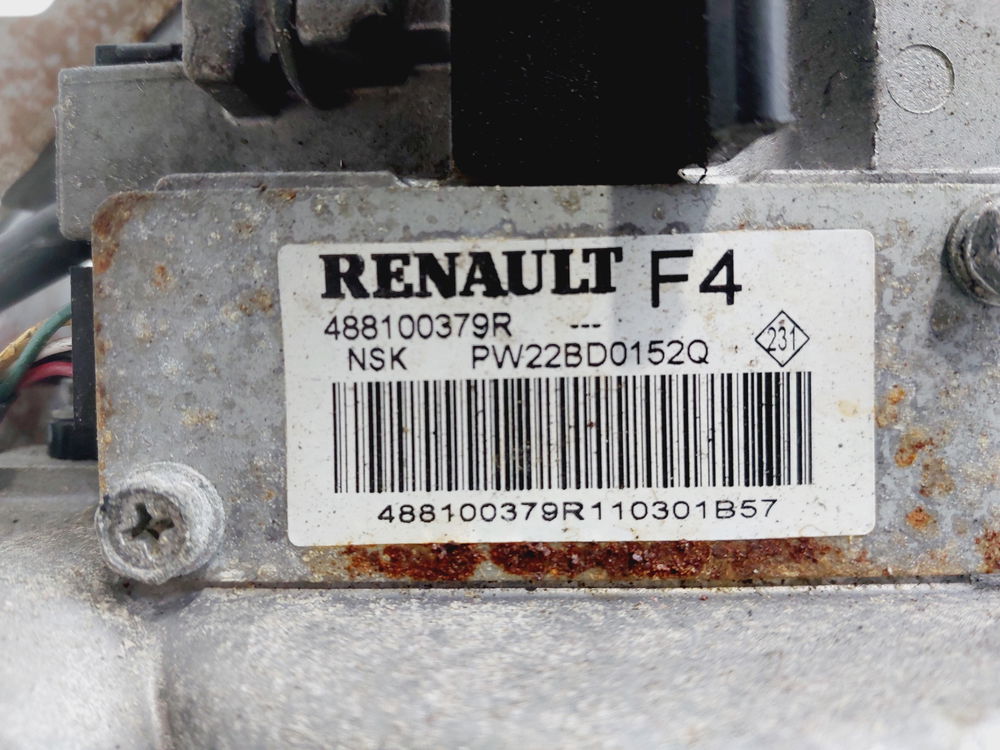 RENAULT F4
488100379R ---
NSK PW22BD0152Q
231
488100379R110301B57